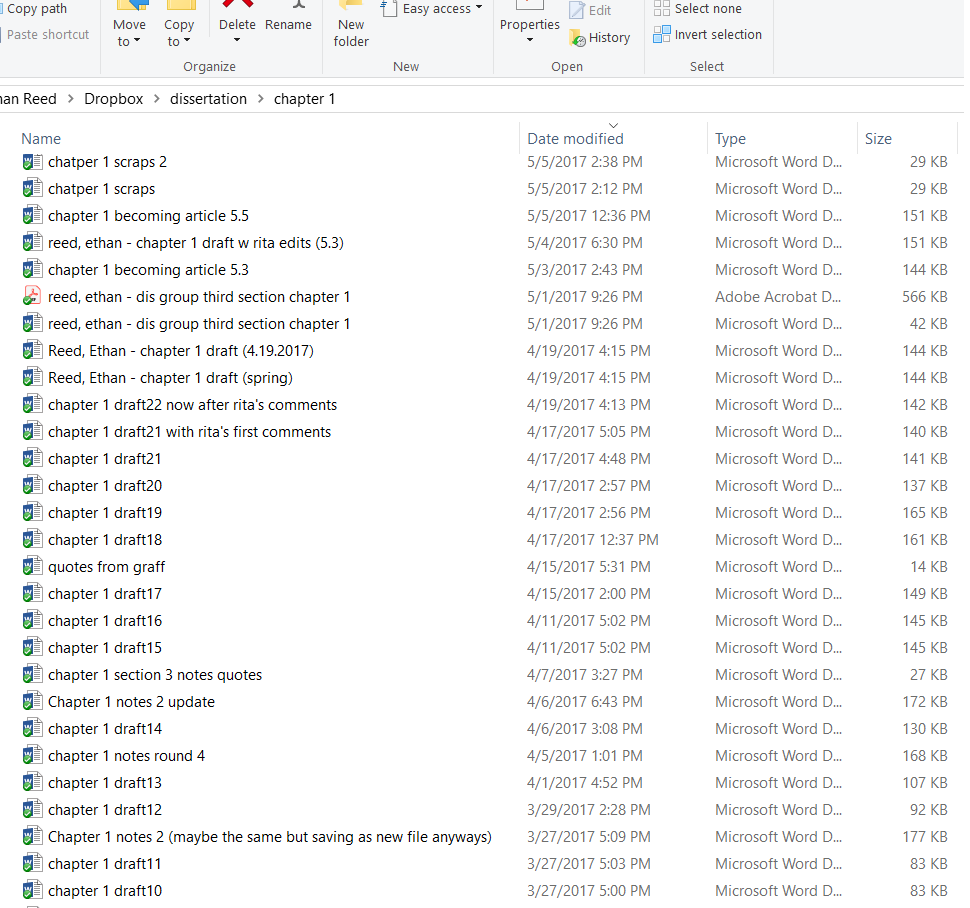 Copy path
Paste shortcut
Move to
Copy to
Delete
Rename
Organize
New folder
Easy access
New
Properties
Edit
History
Open
Select none
Invert selection
Select
an Reed > Dropbox > dissertation > chapter 1
Name Date modified Type Size
chatper 1 scraps 2 5/5/2017 2:38 PM Microsoft Word D... 29 KB
chatper 1 scraps 5/5/2017 2:12 PM Microsoft Word D... 29 KB
chapter 1 becoming article 5.5 5/5/2017 12:36 PM Microsoft Word D... 151 KB
reed, ethan - chapter 1 draft w rita edits (5.3) 5/4/2017 6:30 PM Microsoft Word D... 151 KB
chapter 1 becoming article 5.3 5/3/2017 2:43 PM Microsoft Word D... 144 KB
reed, ethan - dis group third section chapter 1 5/1/2017 9:26 PM Adobe Acrobat D... 566 KB
reed, ethan - dis group third section chapter 1 5/1/2017 9:26 PM Microsoft Word D... 42 KB
Reed, Ethan - chapter 1 draft (4.19.2017) 4/19/2017 4:15 PM Microsoft Word D... 144 KB
Reed, Ethan - chapter 1 draft (spring) 4/19/2017 4:15 PM Microsoft Word D... 144 KB
chapter 1 draft22 now after rita's comments 4/19/2017 4:13 PM Microsoft Word D... 142 KB
chapter 1 draft21 with rita's first comments 4/17/2017 5:05 PM Microsoft Word D... 140 KB
chapter 1 draft21 4/17/2017 4:48 PM Microsoft Word D... 141 KB
chapter 1 draft20 4/17/2017 2:57 PM Microsoft Word D... 137 KB
chapter 1 draft19 4/17/2017 2:56 PM Microsoft Word D... 165 KB
chapter 1 draft18 4/17/2017 12:37 PM Microsoft Word D... 161 KB
quotes from graff 4/15/2017 5:31 PM Microsoft Word D... 14 KB
chapter 1 draft17 4/15/2017 2:00 PM Microsoft Word D... 149 KB
chapter 1 draft16 4/11/2017 5:02 PM Microsoft Word D... 145 KB
chapter 1 draft15 4/11/2017 5:02 PM Microsoft Word D... 145 KB
chapter 1 section 3 notes quotes 4/7/2017 3:27 PM Microsoft Word D... 27 KB
Chapter 1 notes 2 update 4/6/2017 6:43 PM Microsoft Word D... 172 KB
chapter 1 draft14 4/6/2017 3:08 PM Microsoft Word D... 130 KB
chapter 1 notes round 4 4/5/2017 1:01 PM Microsoft Word D... 168 KB
chapter 1 draft13 4/1/2017 4:52 PM Microsoft Word D... 107 KB
chapter 1 draft12 3/29/2017 2:28 PM Microsoft Word D... 92 KB
Chapter 1 notes 2 (maybe the same but saving as new file anyways) 3/27/2017 5:09 PM Microsoft Word D... 177 KB
chapter 1 draft11 3/27/2017 5:03 PM Microsoft Word D... 83 KB
chapter 1 draft10 3/27/2017 5:00 PM Microsoft Word D... 83 KB